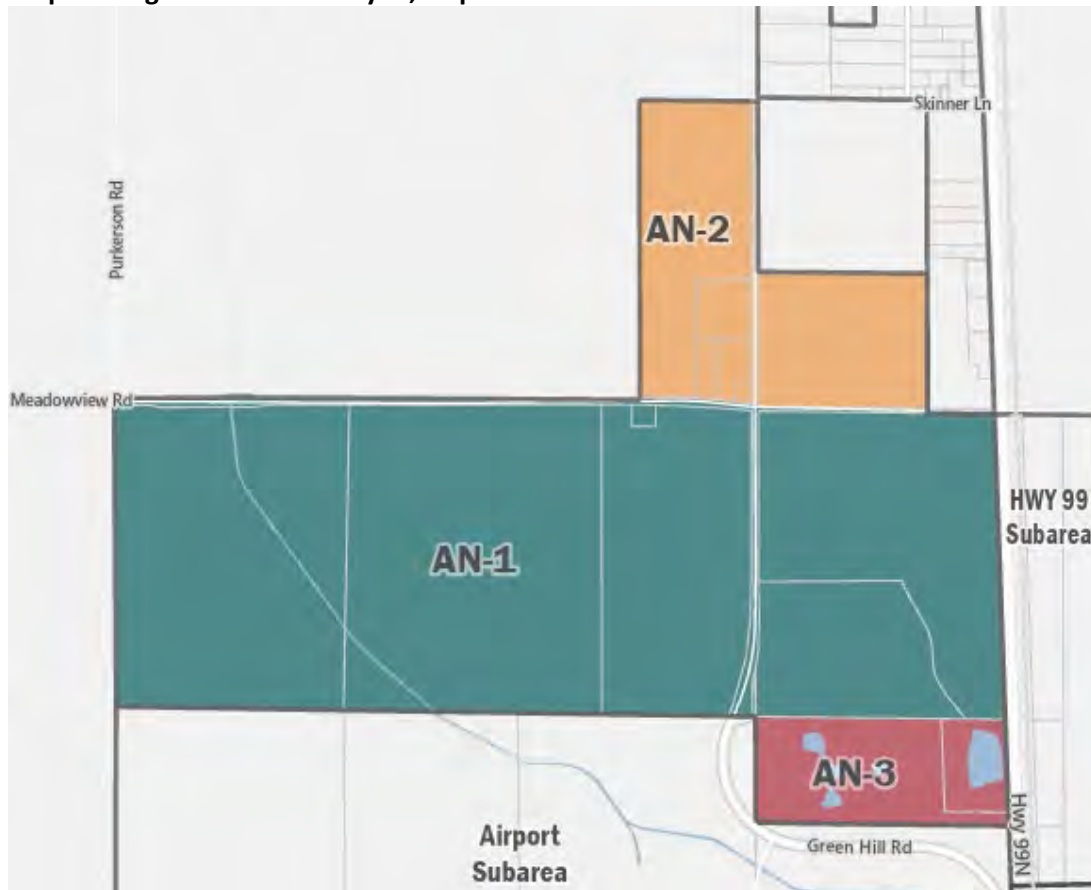 Skinner Ln
Purkerson Rd
AN-2
Meadowview Rd
HWY 99
Subarea
AN-1
AN-3
Hwy 99N
Airport
Subarea
Green Hill Rd